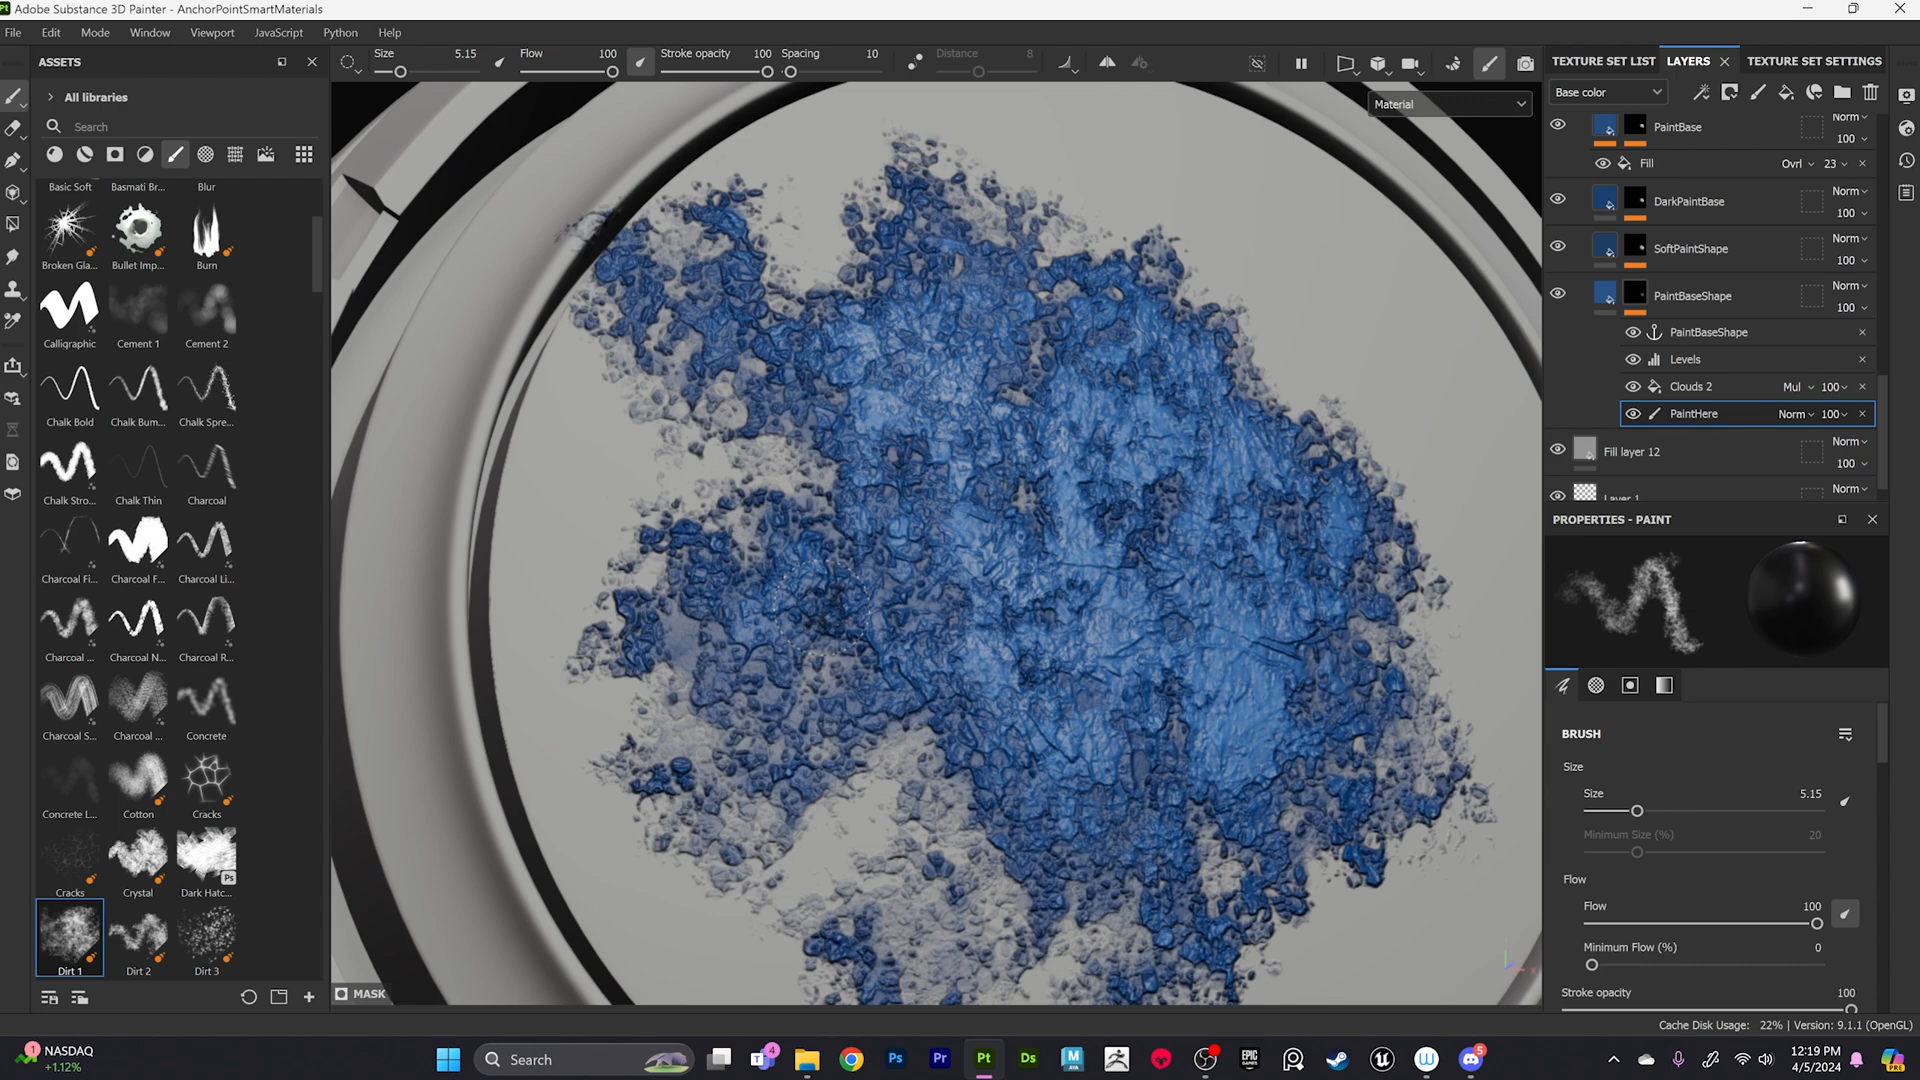 Adobe Substance 3D Painter - AnchorPointSmartMaterials
File Edit Mode Window Viewport JavaScript Python Help
ASSETS
Size 5.15
Flow 100
Stroke opacity 100
Spacing 10
Distance 8
TEXTURE SET LIST LAYERS TEXTURE SET SETTINGS
All libraries
Search
Base color
Material
Basic Soft Basmati Br... Blur
Broken Gla... Bullet Imp... Burn
Calligraphic Cement 1 Cement 2
Chalk Bold Chalk Bum... Chalk Spre...
Chalk Stro... Chalk Thin Charcoal
Charcoal Fi... Charcoal F... Charcoal Li...
Charcoal ... Charcoal N... Charcoal R...
Charcoal S... Charcoal ... Concrete
Concrete L... Cotton Cracks
Cracks Crystal Dark Hatc...
Dirt 1 Dirt 2 Dirt 3
MASK
PaintBase Norm 100
Fill Ovrl 23
DarkPaintBase Norm 100
SoftPaintShape Norm 100
PaintBaseShape Norm 100
PaintBaseShape
Levels
Clouds 2 Mul 100
PaintHere Norm 100
Fill layer 12 Norm 100
Layer 1 Norm
PROPERTIES - PAINT
BRUSH
Size
Size 5.15
Minimum Size (%) 20
Flow
Flow 100
Minimum Flow (%) 0
Stroke opacity 100
Cache Disk Usage: 22% | Version: 9.1.1 (OpenGL)
NASDAQ
+1.12%
Search
12:19 PM
4/5/2024